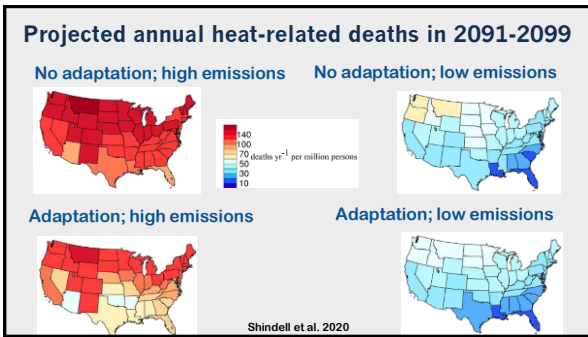 Projected annual heat-related deaths in 2091-2099
No adaptation; high emissions
No adaptation; low emissions
140
100
70
50
30
10
deaths yr⁻¹ per million persons
Adaptation; high emissions
Adaptation; low emissions
Shindell et al. 2020